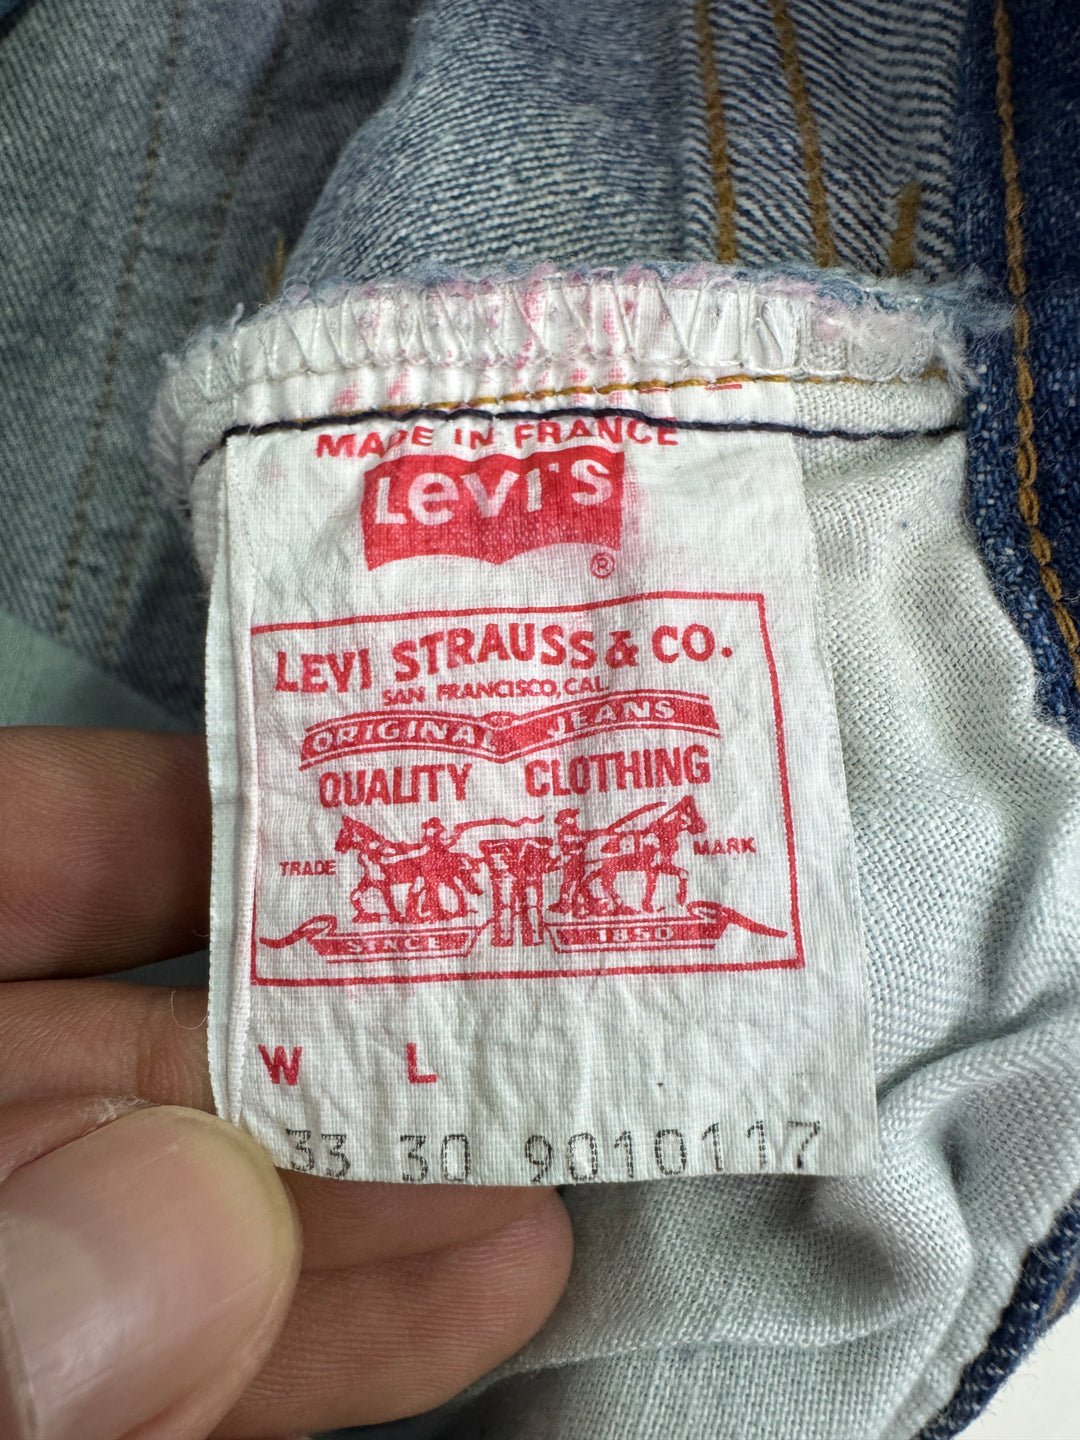 MADE IN FRANCE
LeVI'S
®
LEVI STRAUSS & CO.
SAN FRANCISCO, CAL
ORIGINAL JEANS
QUALITY CLOTHING
TRADE MARK
SINCE 1850
W L
33 30 9010117